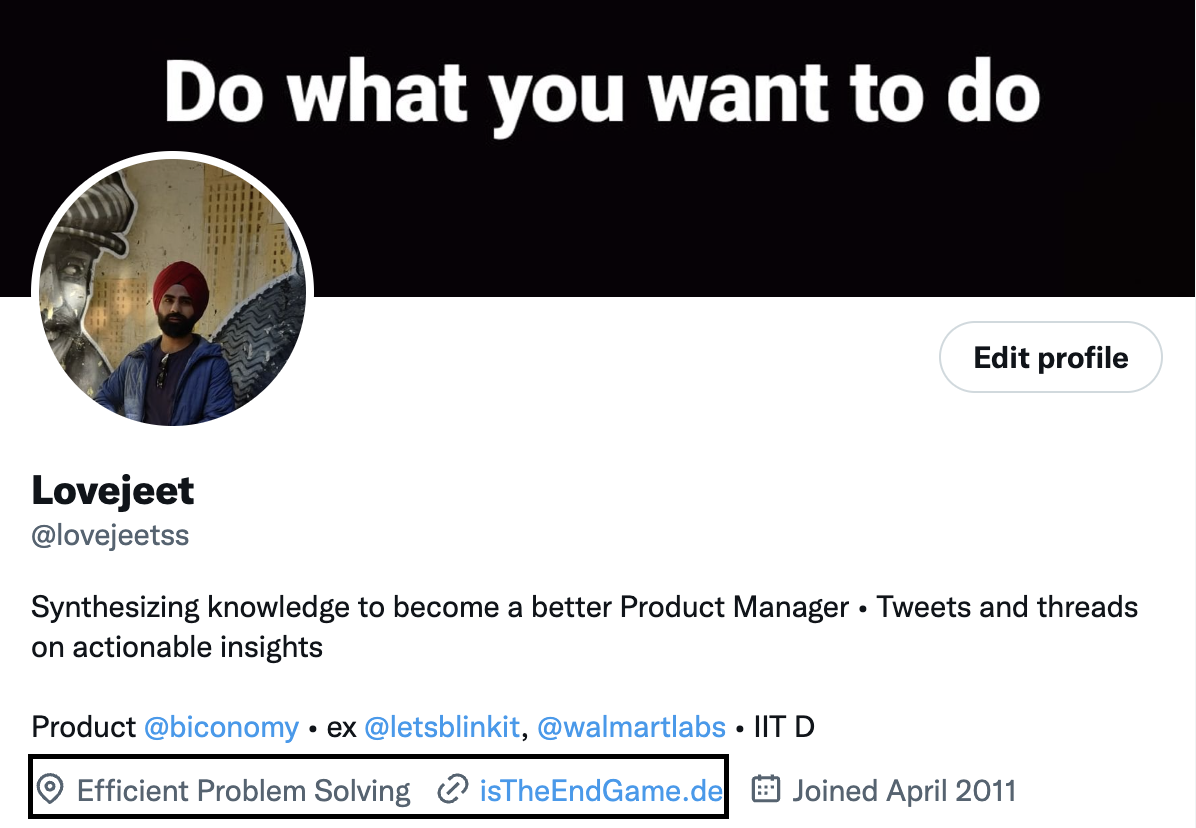 Do what you want to do
Edit profile
Lovejeet
@lovejeetss
Synthesizing knowledge to become a better Product Manager • Tweets and threads
on actionable insights
Product @biconomy • ex @letsblinkit, @walmartlabs • IIT D
Efficient Problem Solving isTheEndGame.de Joined April 2011